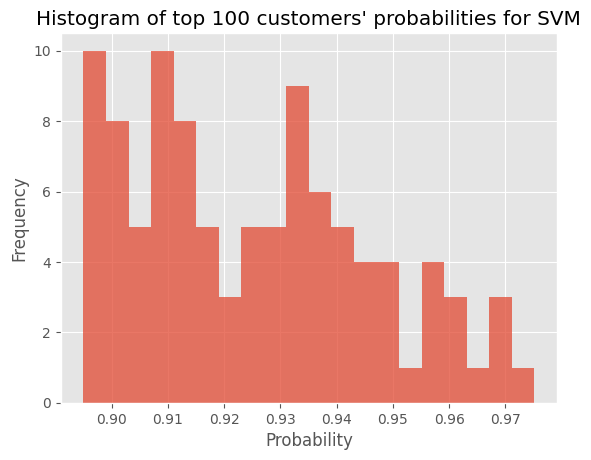 Histogram of top 100 customers' probabilities for SVM
10
8
6
4
2
0
Frequency
0.90 0.91 0.92 0.93 0.94 0.95 0.96 0.97
Probability